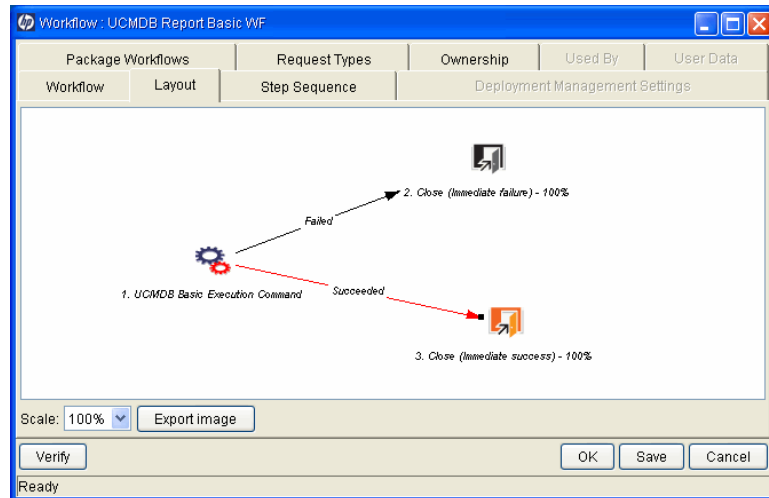 hp Workflow : UCMDB Report Basic WF
Package Workflows Request Types Ownership Used By User Data
Workflow Layout Step Sequence Deployment Management Settings
2. Close (Immediate failure) - 100%
Failed
1. UCMDB Basic Execution Command
Succeeded
3. Close (Immediate success) - 100%
Scale: 100% Export image
Verify OK Save Cancel
Ready